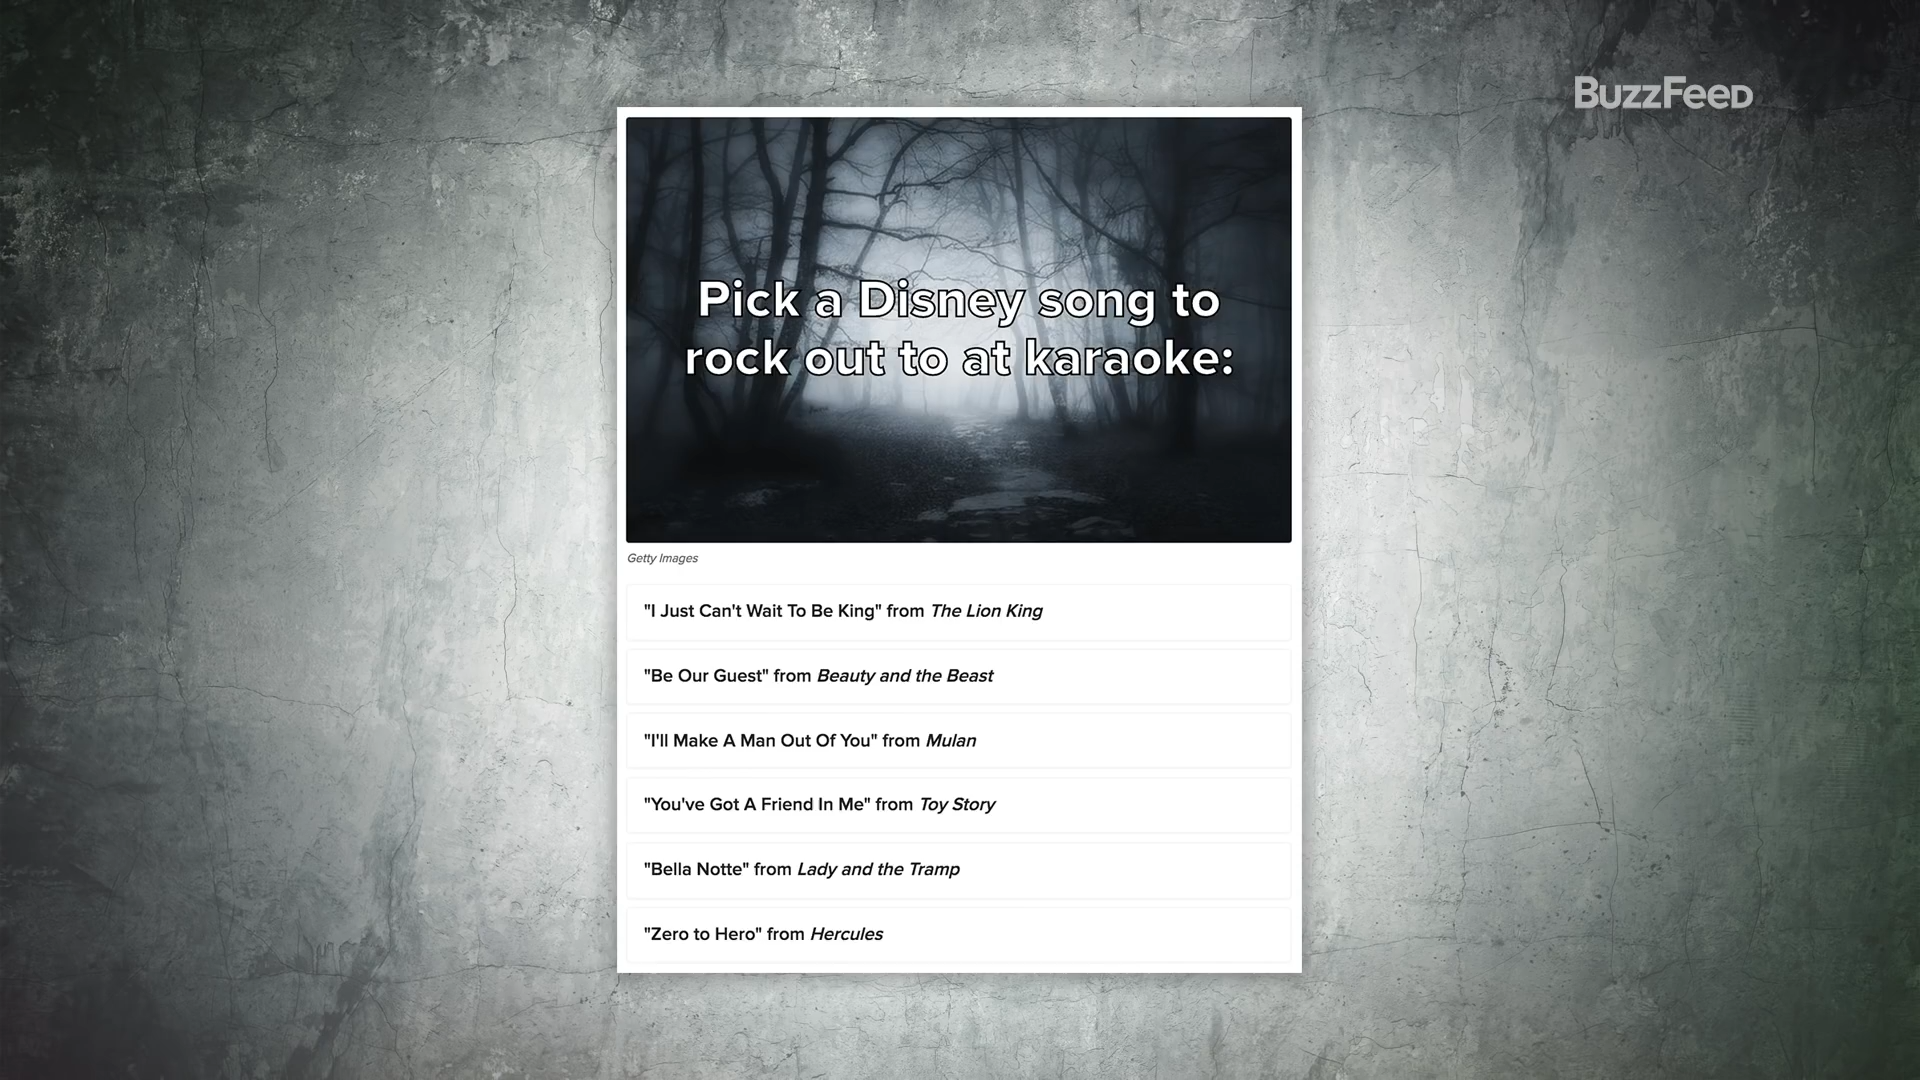 BuzzFeed
Pick a Disney song to
rock out to at karaoke:
Getty Images
"I Just Can't Wait To Be King" from The Lion King
"Be Our Guest" from Beauty and the Beast
"I'll Make A Man Out Of You" from Mulan
"You've Got A Friend In Me" from Toy Story
"Bella Notte" from Lady and the Tramp
"Zero to Hero" from Hercules